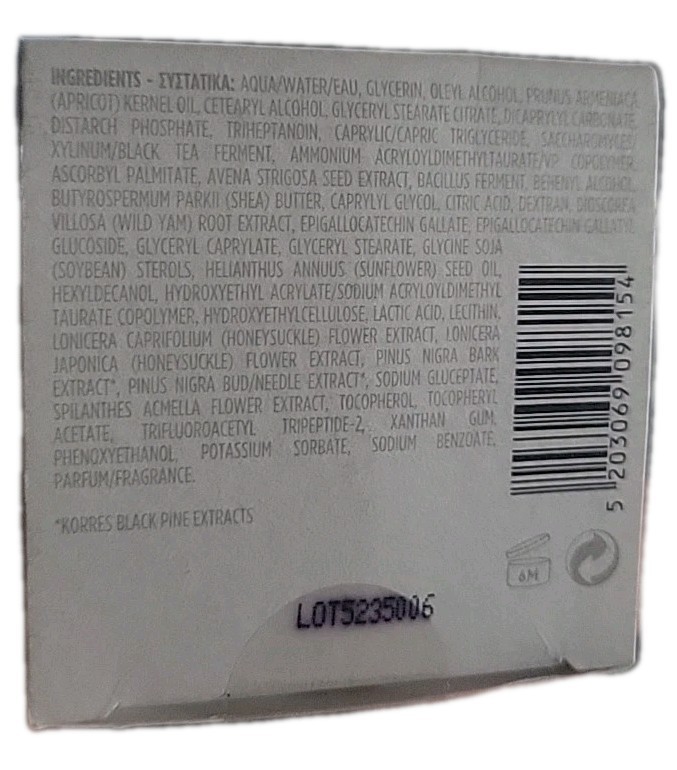 INGREDIENTS - ΣΥΣΤΑΤΙΚΑ: AQUA/WATER/EAU, GLYCERIN, OLEYL ALCOHOL, PRUNUS ARMENIACA
(APRICOT) KERNEL OIL, CETEARYL ALCOHOL, GLYCERYL STEARATE CITRATE, DICAPRYLYL CARBONATE,
DISTARCH PHOSPHATE, TRIHEPTANOIN, CAPRYLIC/CAPRIC TRIGLYCERIDE, SACCHAROMYCES/
XYLINUM/BLACK TEA FERMENT, AMMONIUM ACRYLOYLDIMETHYLTAURATE/VP COPOLYMER,
ASCORBYL PALMITATE, AVENA STRIGOSA SEED EXTRACT, BACILLUS FERMENT, BEHENYL ALCOHOL,
BUTYROSPERMUM PARKII (SHEA) BUTTER, CAPRYLYL GLYCOL, CITRIC ACID, DEXTRAN, DIOSCOREA
VILLOSA (WILD YAM) ROOT EXTRACT, EPIGALLOCATECHIN GALLATE, EPIGALLOCATECHIN GALLATYL
GLUCOSIDE, GLYCERYL CAPRYLATE, GLYCERYL STEARATE, GLYCINE SOJA
(SOYBEAN) STEROLS, HELIANTHUS ANNUUS (SUNFLOWER) SEED OIL,
HEXYLDECANOL, HYDROXYETHYL ACRYLATE/SODIUM ACRYLOYLDIMETHYL
TAURATE COPOLYMER, HYDROXYETHYLCELLULOSE, LACTIC ACID, LECITHIN,
LONICERA CAPRIFOLIUM (HONEYSUCKLE) FLOWER EXTRACT, LONICERA
JAPONICA (HONEYSUCKLE) FLOWER EXTRACT, PINUS NIGRA BARK
EXTRACT*, PINUS NIGRA BUD/NEEDLE EXTRACT*, SODIUM GLUCEPTATE,
SPILANTHES ACMELLA FLOWER EXTRACT, TOCOPHEROL, TOCOPHERYL
ACETATE, TRIFLUOROACETYL TRIPEPTIDE-2, XANTHAN GUM,
PHENOXYETHANOL, POTASSIUM SORBATE, SODIUM BENZOATE,
PARFUM/FRAGRANCE.
*KORRES BLACK PINE EXTRACTS
5 203069 098154
6M
LOT5235006